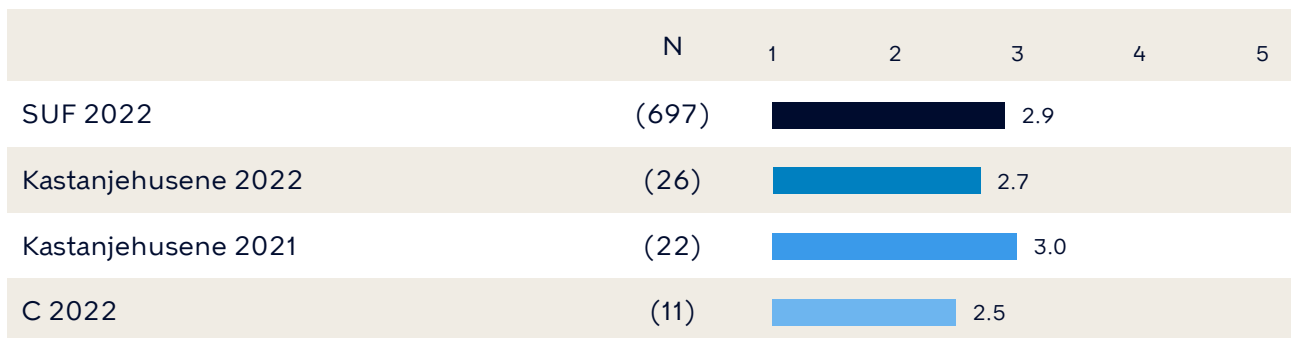 N 1 2 3 4 5
SUF 2022 (697) 2.9
Kastanjehusene 2022 (26) 2.7
Kastanjehusene 2021 (22) 3.0
C 2022 (11) 2.5